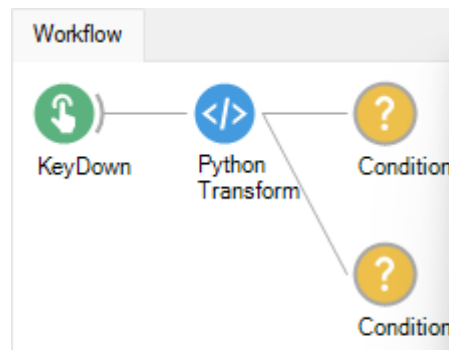 Workflow
KeyDown
Python
Transform
Condition
Condition